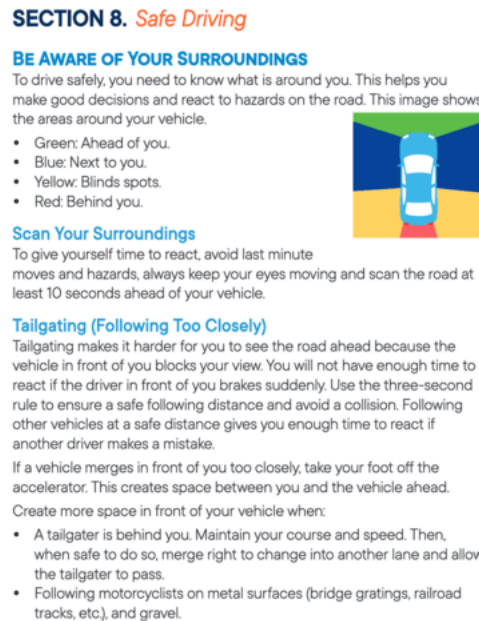 SECTION 8. Safe Driving
BE AWARE OF YOUR SURROUNDINGS
To drive safely, you need to know what is around you. This helps you
make good decisions and react to hazards on the road. This image shows
the areas around your vehicle.
• Green: Ahead of you.
• Blue: Next to you.
• Yellow: Blinds spots.
• Red: Behind you.
Scan Your Surroundings
To give yourself time to react, avoid last minute
moves and hazards, always keep your eyes moving and scan the road at
least 10 seconds ahead of your vehicle.
Tailgating (Following Too Closely)
Tailgating makes it harder for you to see the road ahead because the
vehicle in front of you blocks your view. You will not have enough time to
react if the driver in front of you brakes suddenly. Use the three-second
rule to ensure a safe following distance and avoid a collision. Following
other vehicles at a safe distance gives you enough time to react if
another driver makes a mistake.
If a vehicle merges in front of you too closely, take your foot off the
accelerator. This creates space between you and the vehicle ahead.
Create more space in front of your vehicle when:
• A tailgater is behind you. Maintain your course and speed. Then,
when safe to do so, merge right to change into another lane and allow
the tailgater to pass.
• Following motorcyclists on metal surfaces (bridge gratings, railroad
tracks, etc.), and gravel.